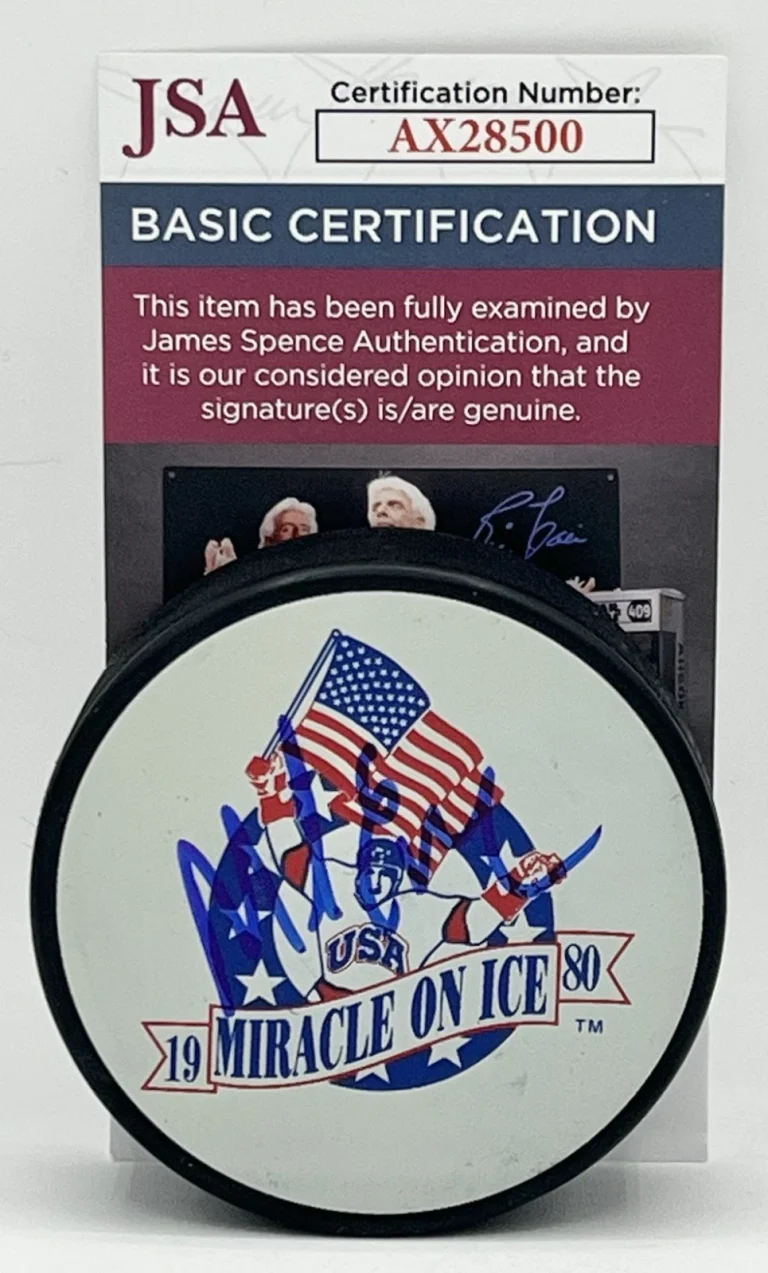 JSA
Certification Number:
AX28500
BASIC CERTIFICATION
This item has been fully examined by
James Spence Authentication, and
it is our considered opinion that the
signature(s) is/are genuine.
409
USA
19 MIRACLE ON ICE 80
TM